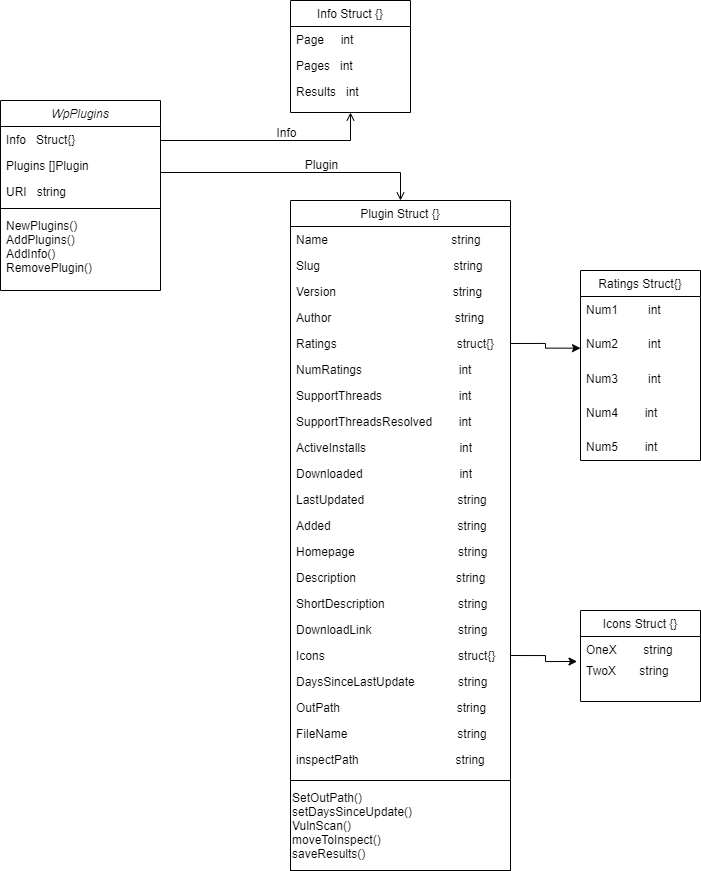 Info Struct {}
Page int
Pages int
Results int
WpPlugins
Info Struct{}
Plugins []Plugin
URI string
NewPlugins()
AddPlugins()
AddInfo()
RemovePlugin()
Info
Plugin
Plugin Struct {}
Name string
Slug string
Version string
Author string
Ratings struct{}
NumRatings int
SupportThreads int
SupportThreadsResolved int
ActiveInstalls int
Downloaded int
LastUpdated string
Added string
Homepage string
Description string
ShortDescription string
DownloadLink string
Icons struct{}
DaysSinceLastUpdate string
OutPath string
FileName string
inspectPath string
SetOutPath()
setDaysSinceUpdate()
VulnScan()
moveToInspect()
saveResults()
Ratings Struct{}
Num1 int
Num2 int
Num3 int
Num4 int
Num5 int
Icons Struct {}
OneX string
TwoX string